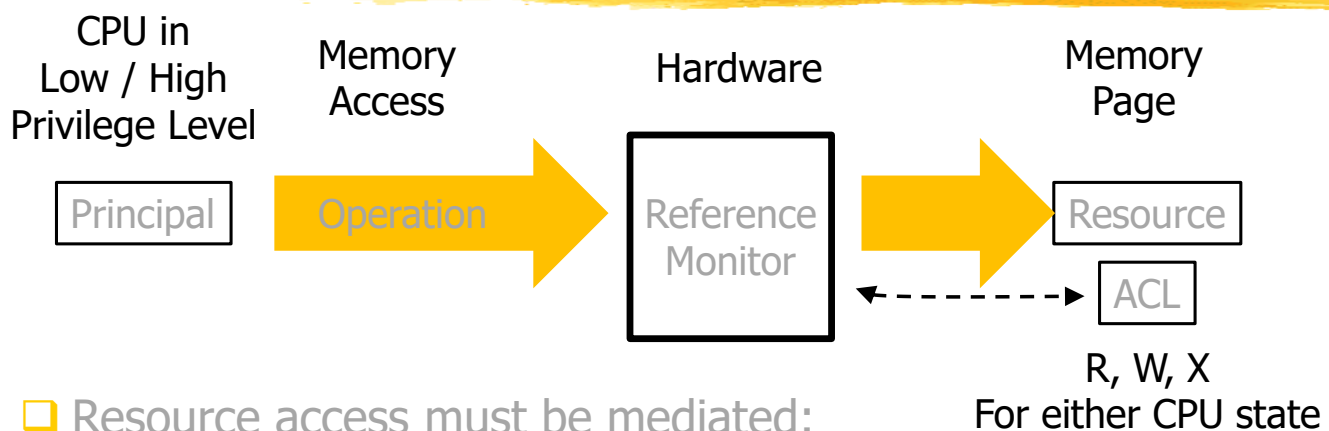 CPU in
Low / High
Privilege Level
Memory
Access
Hardware
Memory
Page
Principal
Operation
Reference
Monitor
Resource
ACL
R, W, X
For either CPU state
Resource access must be mediated: